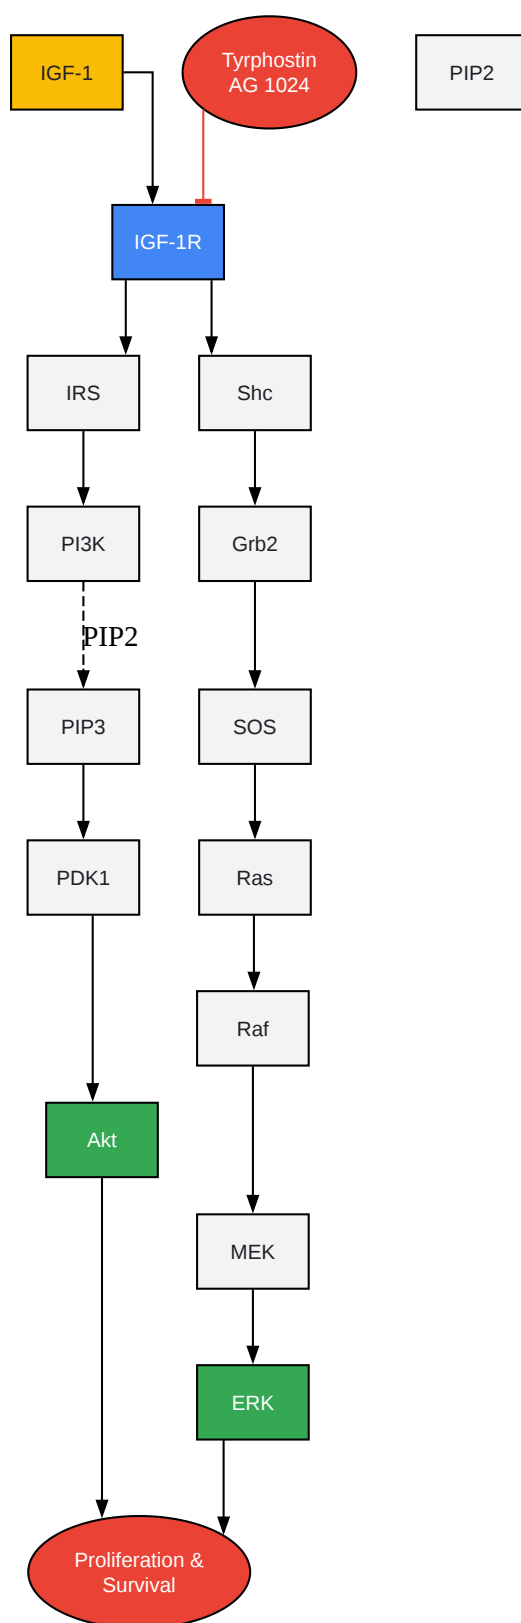 IGF-1
Tyrphostin
AG 1024
PIP2
IGF-1R
IRS
Shc
PI3K
Grb2
PIP2
PIP3
SOS
PDK1
Ras
Raf
Akt
MEK
ERK
Proliferation &
Survival